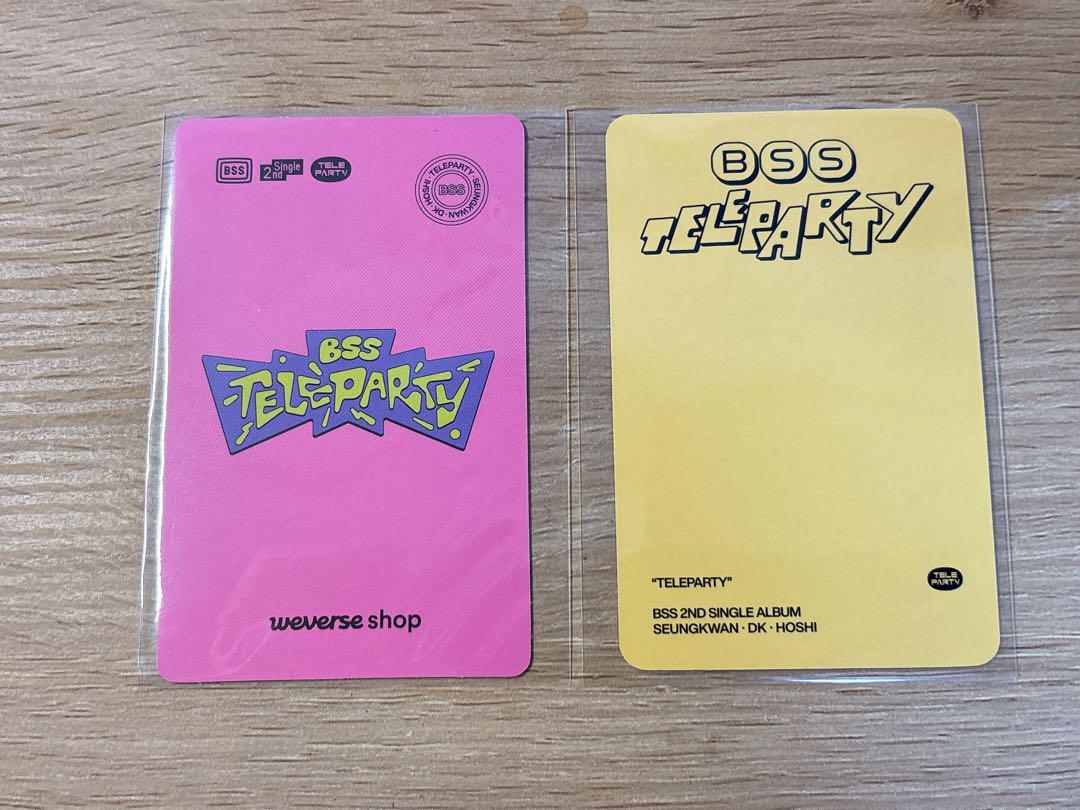 BSS
2nd Single
TELE
PARTY
TELEPARTY · SEUNGKWAN · DK · HOSHI ·
BSS
BSS
TELEPARTY
weverse shop
BSS
TELEPARTY
"TELEPARTY"
TELE
PARTY
BSS 2ND SINGLE ALBUM
SEUNGKWAN · DK · HOSHI